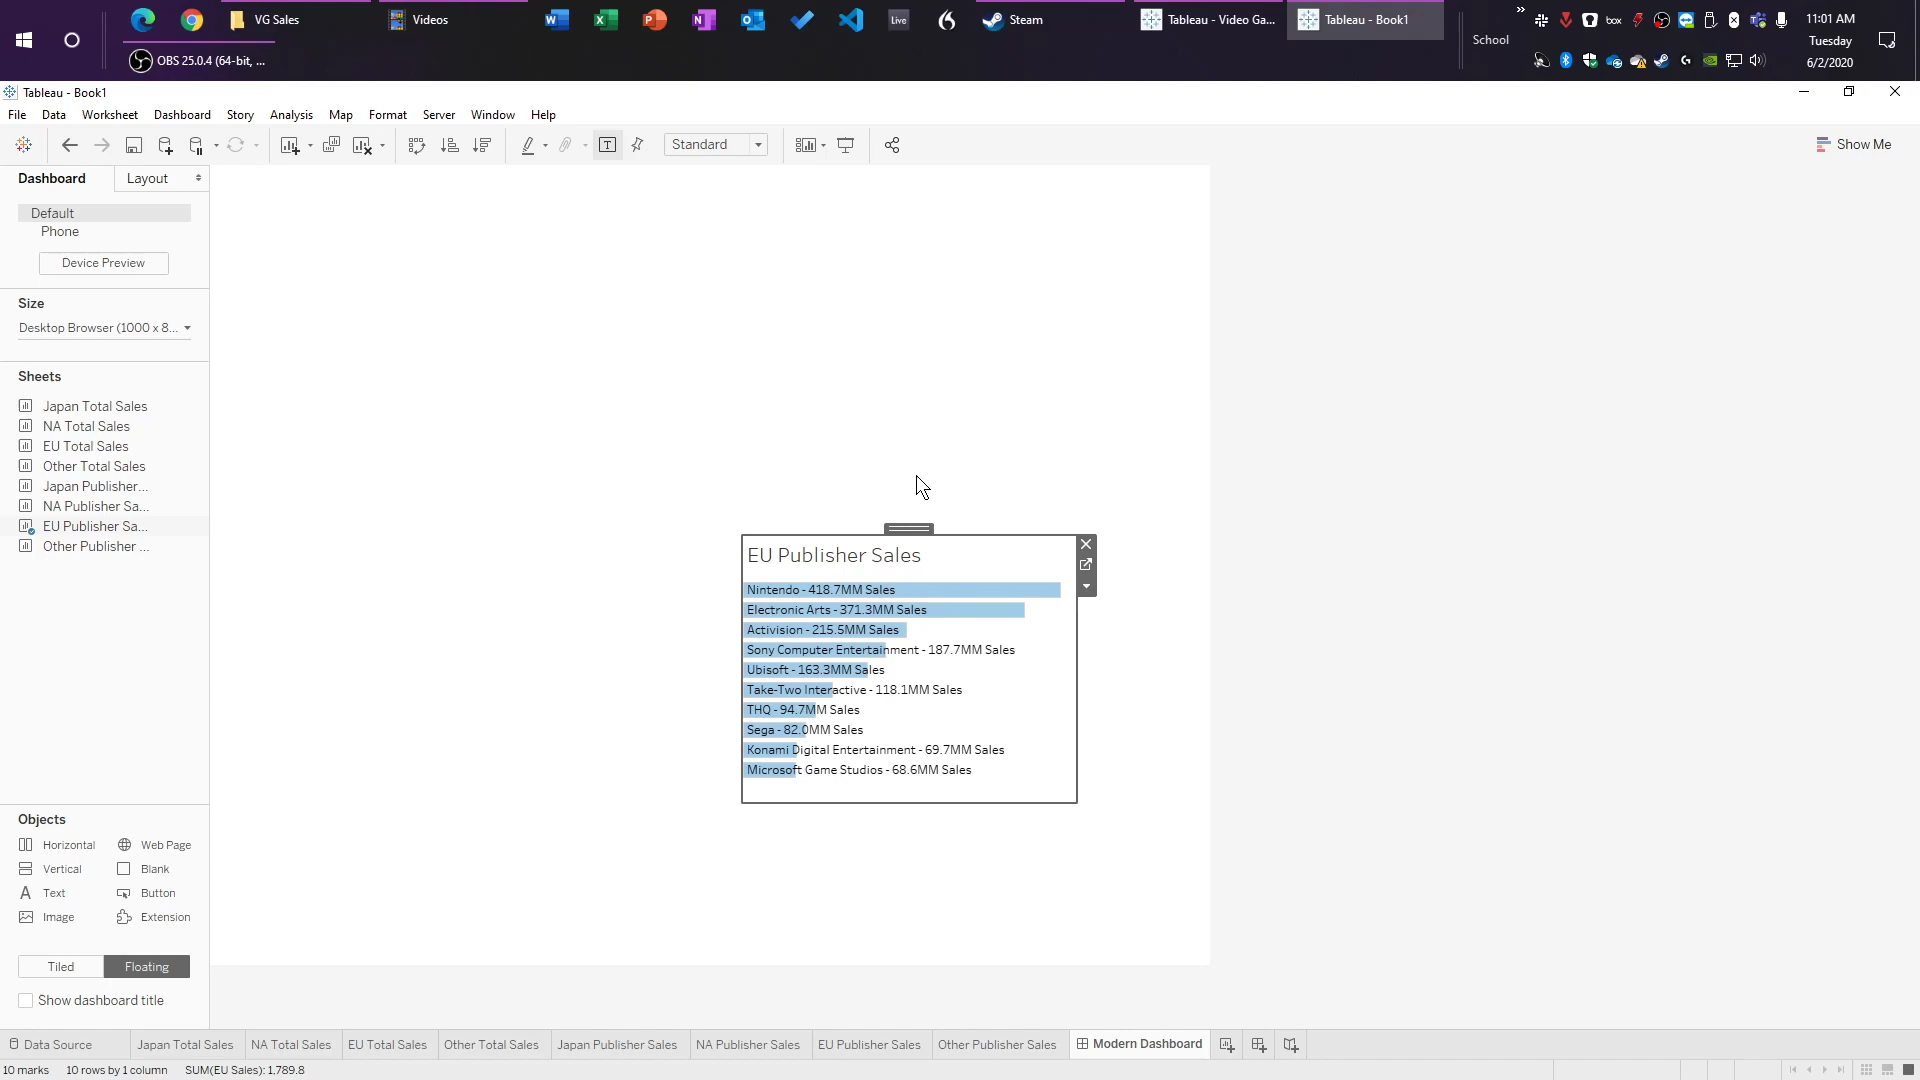 VG Sales
Videos
Live
Steam
Tableau - Video Ga...
Tableau - Book1
School
box
11:01 AM
Tuesday
6/2/2020
OBS 25.0.4 (64-bit, ...
Tableau - Book1
File Data Worksheet Dashboard Story Analysis Map Format Server Window Help
Standard
Show Me
Dashboard
Layout
Default
Phone
Device Preview
Size
Desktop Browser (1000 x 8...
Sheets
Japan Total Sales
NA Total Sales
EU Total Sales
Other Total Sales
Japan Publisher...
NA Publisher Sa...
EU Publisher Sa...
Other Publisher ...
EU Publisher Sales
Nintendo - 418.7MM Sales
Electronic Arts - 371.3MM Sales
Activision - 215.5MM Sales
Sony Computer Entertainment - 187.7MM Sales
Ubisoft - 163.3MM Sales
Take-Two Interactive - 118.1MM Sales
THQ - 94.7MM Sales
Sega - 82.0MM Sales
Konami Digital Entertainment - 69.7MM Sales
Microsoft Game Studios - 68.6MM Sales
Objects
Horizontal Web Page
Vertical Blank
Text Button
Image Extension
Tiled Floating
Show dashboard title
Data Source Japan Total Sales NA Total Sales EU Total Sales Other Total Sales Japan Publisher Sales NA Publisher Sales EU Publisher Sales Other Publisher Sales Modern Dashboard
10 marks 10 rows by 1 column SUM(EU Sales): 1,789.8